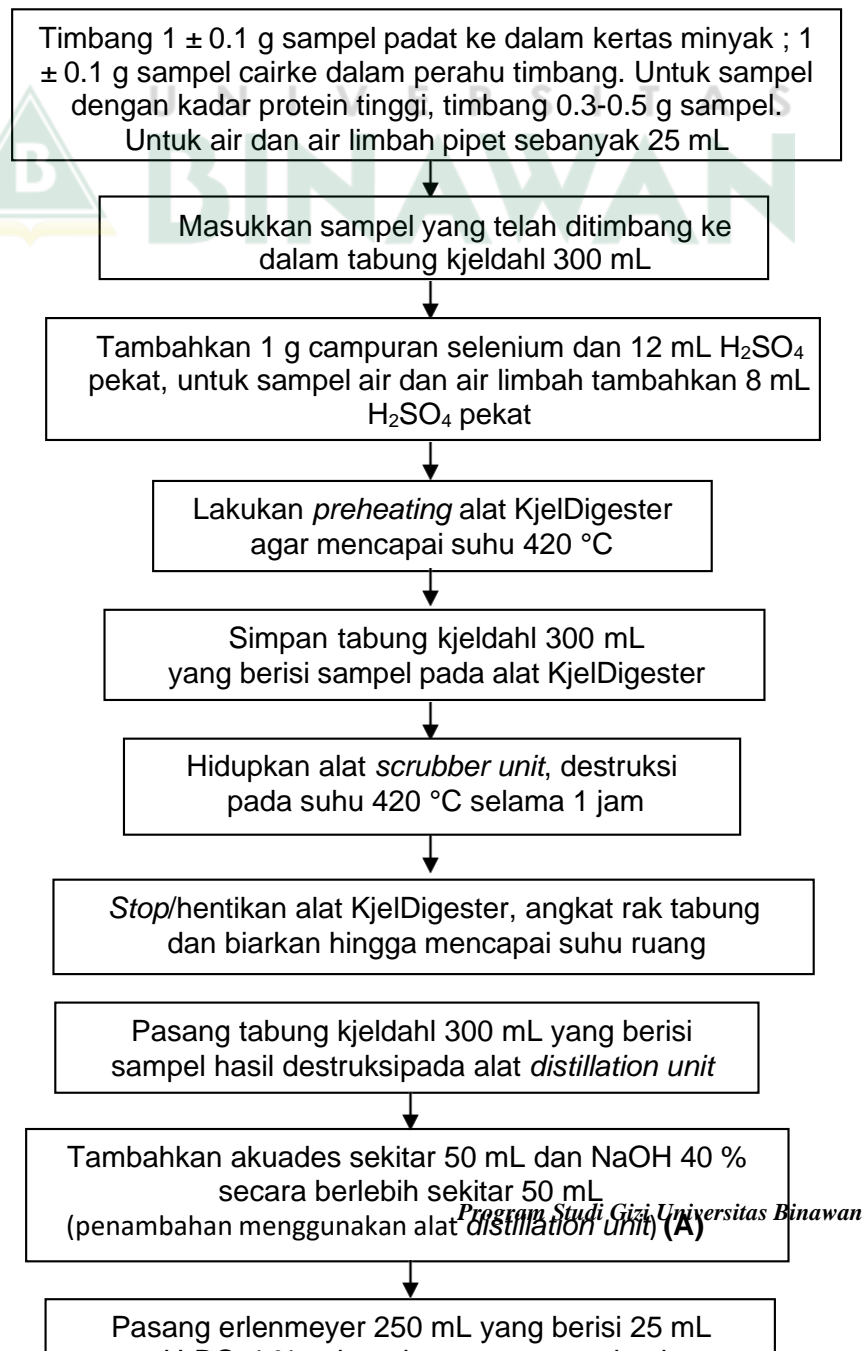 Timbang 1 ± 0.1 g sampel padat ke dalam kertas minyak ; 1
± 0.1 g sampel cairke dalam perahu timbang. Untuk sampel
dengan kadar protein tinggi, timbang 0.3-0.5 g sampel.
Untuk air dan air limbah pipet sebanyak 25 mL
UNIVERSITAS
B
BINAWAN
Masukkan sampel yang telah ditimbang ke
dalam tabung kjeldahl 300 mL
Tambahkan 1 g campuran selenium dan 12 mL H₂SO₄
pekat, untuk sampel air dan air limbah tambahkan 8 mL
H₂SO₄ pekat
Lakukan preheating alat KjelDigester
agar mencapai suhu 420 °C
Simpan tabung kjeldahl 300 mL
yang berisi sampel pada alat KjelDigester
Hidupkan alat scrubber unit, destruksi
pada suhu 420 °C selama 1 jam
Stop/hentikan alat KjelDigester, angkat rak tabung
dan biarkan hingga mencapai suhu ruang
Pasang tabung kjeldahl 300 mL yang berisi
sampel hasil destruksipada alat distillation unit
Tambahkan akuades sekitar 50 mL dan NaOH 40 %
secara berlebih sekitar 50 mL
(penambahan menggunakan alat distillation unit) (A)
Program Studi Gizi Universitas Binawan
Pasang erlenmeyer 250 mL yang berisi 25 mL